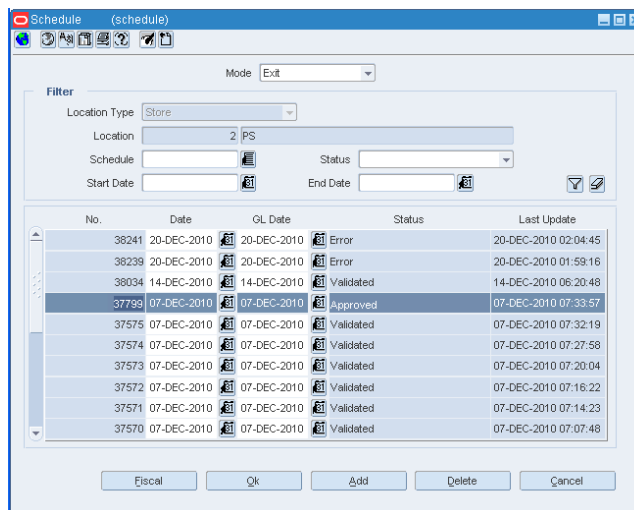 Schedule (schedule)
Mode Exit
Filter
Location Type Store
Location 2 PS
Schedule Status
Start Date End Date
No. Date GL Date Status Last Update
38241 20-DEC-2010 20-DEC-2010 Error 20-DEC-2010 02:04:45
38239 20-DEC-2010 20-DEC-2010 Error 20-DEC-2010 01:59:16
38034 14-DEC-2010 14-DEC-2010 Validated 14-DEC-2010 06:20:48
37799 07-DEC-2010 07-DEC-2010 Approved 07-DEC-2010 07:33:57
37575 07-DEC-2010 07-DEC-2010 Validated 07-DEC-2010 07:32:19
37574 07-DEC-2010 07-DEC-2010 Validated 07-DEC-2010 07:27:58
37573 07-DEC-2010 07-DEC-2010 Validated 07-DEC-2010 07:20:04
37572 07-DEC-2010 07-DEC-2010 Validated 07-DEC-2010 07:16:22
37571 07-DEC-2010 07-DEC-2010 Validated 07-DEC-2010 07:14:23
37570 07-DEC-2010 07-DEC-2010 Validated 07-DEC-2010 07:07:48
Fiscal Ok Add Delete Cancel